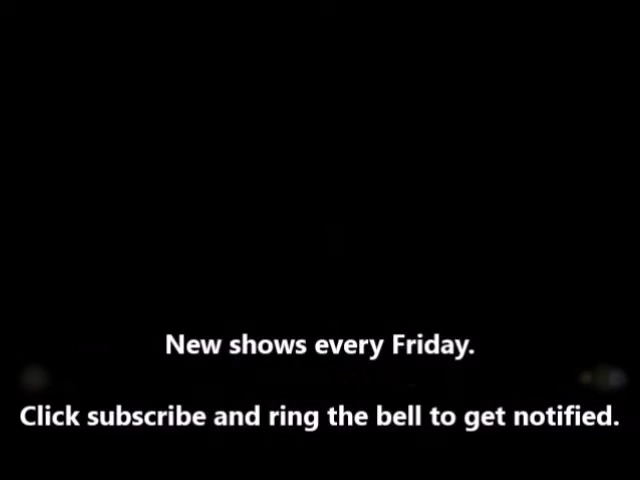 New shows every Friday.
Click subscribe and ring the bell to get notified.